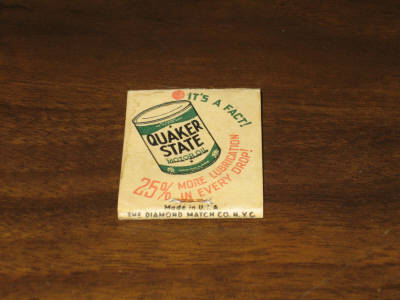 IT'S A FACT!
QUAKER
STATE
MOTOR OIL
25% MORE LUBRICATION
IN EVERY DROP!
Made in U.S.A.
THE DIAMOND MATCH CO. N.Y.C.